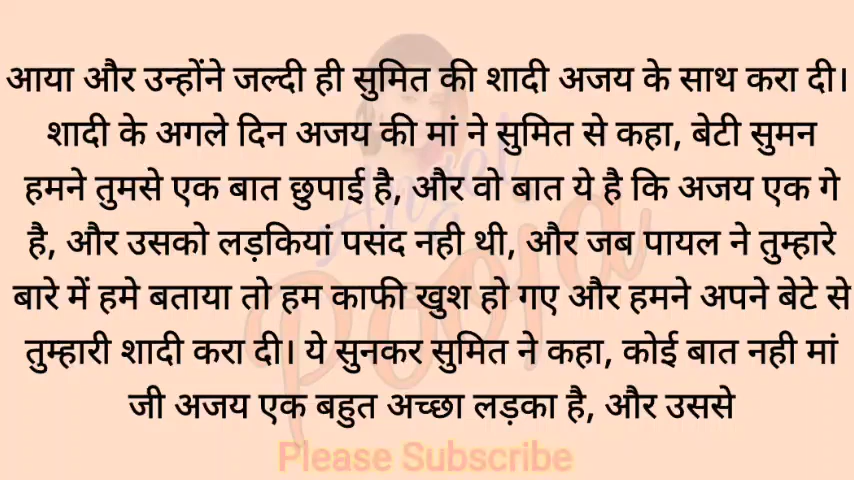 आया और उन्होंने जल्दी ही सुमित की शादी अजय के साथ करा दी।
शादी के अगले दिन अजय की मां ने सुमित से कहा, बेटी सुमन
हमने तुमसे एक बात छुपाई है, और वो बात ये है कि अजय एक गे
है, और उसको लड़कियां पसंद नही थी, और जब पायल ने तुम्हारे
बारे में हमे बताया तो हम काफी खुश हो गए और हमने अपने बेटे से
तुम्हारी शादी करा दी। ये सुनकर सुमित ने कहा, कोई बात नही मां
जी अजय एक बहुत अच्छा लड़का है, और उससे
Pooja
Please Subscribe